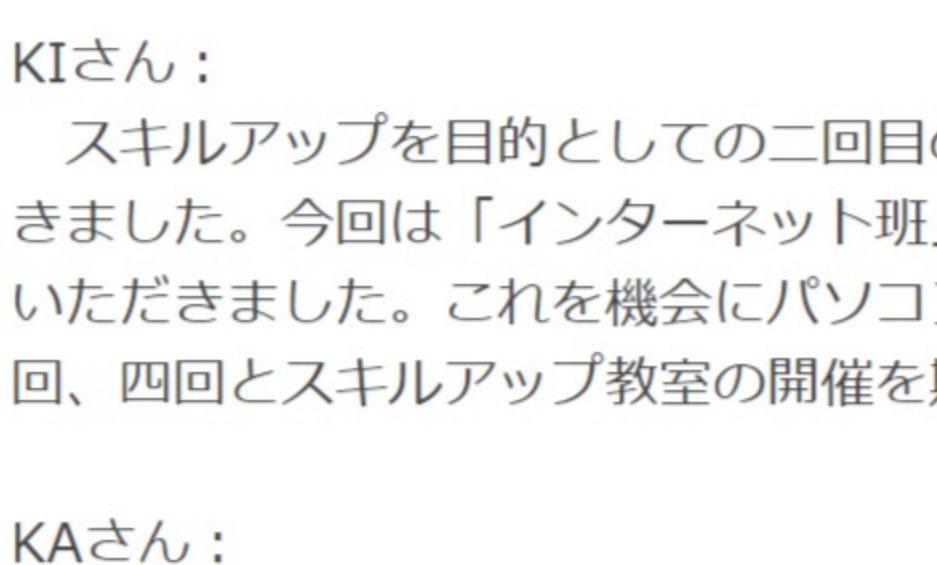 KIさん：
　スキルアップを目的としての二回目
きました。今回は「インターネット班
いただきました。これを機会にパソコ
回、四回とスキルアップ教室の開催を
KAさん：